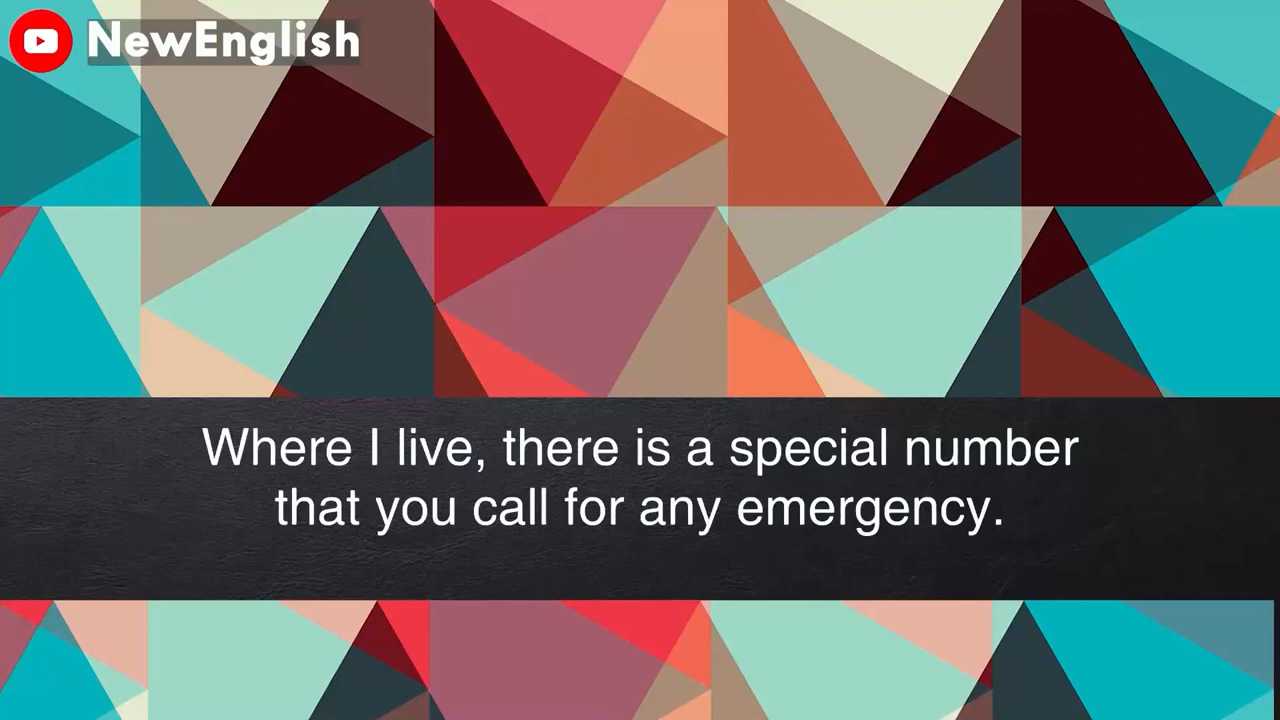 NewEnglish
Where I live, there is a special number
that you call for any emergency.